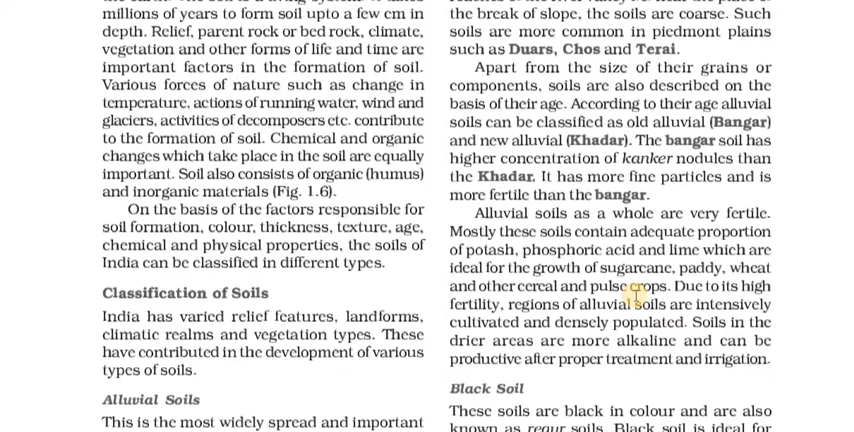 millions of years to form soil upto a few cm in
depth. Relief, parent rock or bed rock, climate,
vegetation and other forms of life and time are
important factors in the formation of soil.
Various forces of nature such as change in
temperature, actions of running water, wind and
glaciers, activities of decomposers etc. contribute
to the formation of soil. Chemical and organic
changes which take place in the soil are equally
important. Soil also consists of organic (humus)
and inorganic materials (Fig. 1.6).
On the basis of the factors responsible for
soil formation, colour, thickness, texture, age,
chemical and physical properties, the soils of
India can be classified in different types.
Classification of Soils
India has varied relief features, landforms,
climatic realms and vegetation types. These
have contributed in the development of various
types of soils.
Alluvial Soils
This is the most widely spread and important
the break of slope, the soils are coarse. Such
soils are more common in piedmont plains
such as Duars, Chos and Terai.
Apart from the size of their grains or
components, soils are also described on the
basis of their age. According to their age alluvial
soils can be classified as old alluvial (Bangar)
and new alluvial (Khadar). The bangar soil has
higher concentration of kanker nodules than
the Khadar. It has more fine particles and is
more fertile than the bangar.
Alluvial soils as a whole are very fertile.
Mostly these soils contain adequate proportion
of potash, phosphoric acid and lime which are
ideal for the growth of sugarcane, paddy, wheat
and other cereal and pulse crops. Due to its high
fertility, regions of alluvial soils are intensively
cultivated and densely populated. Soils in the
drier areas are more alkaline and can be
productive after proper treatment and irrigation.
Black Soil
These soils are black in colour and are also
known as regur soils. Black soil is ideal for